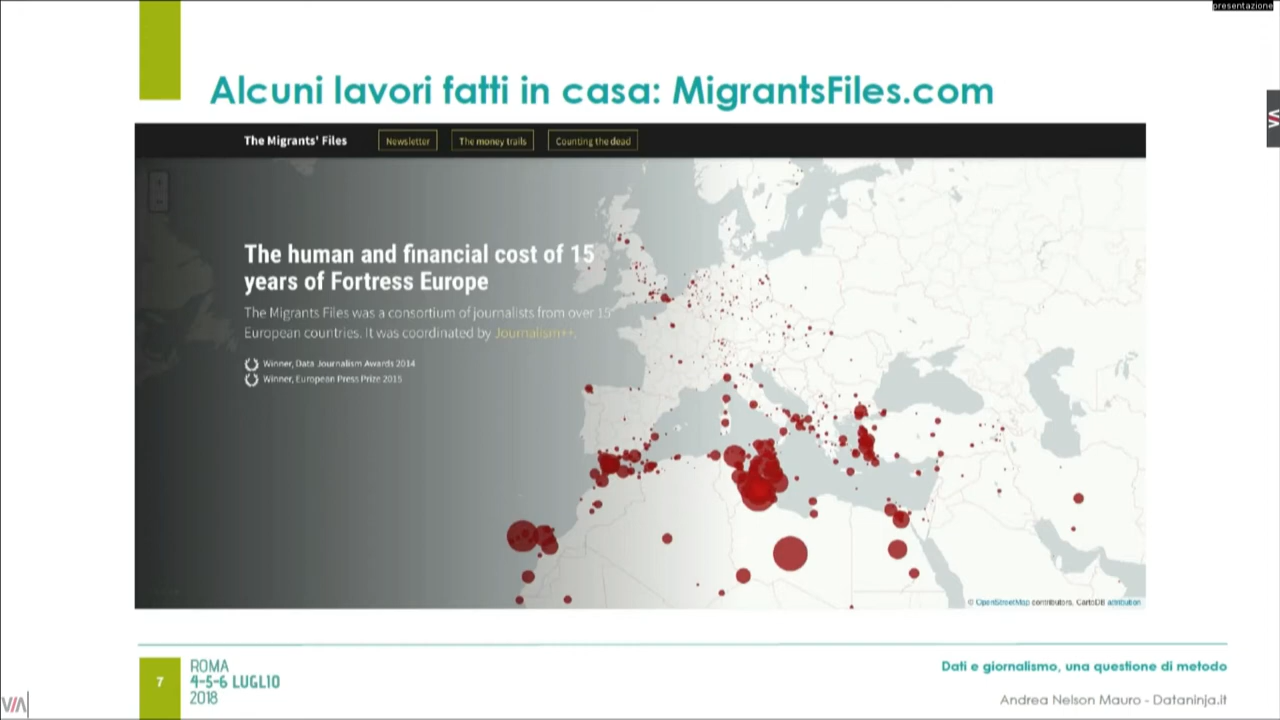 presentazione
Alcuni lavori fatti in casa: MigrantsFiles.com
The Migrants' Files
Newsletter
The money trails
Counting the dead
The human and financial cost of 15
years of Fortress Europe
The Migrants Files was a consortium of journalists from over 15
European countries. It was coordinated by Journalism++.
Winner, Data Journalism Awards 2014
Winner, European Press Prize 2015
© OpenStreetMap contributors, CartoDB attribution
7
ROMA
4-5-6 LUGLIO
2018
Dati e giornalismo, una questione di metodo
Andrea Nelson Mauro - Dataninja.it
VIA